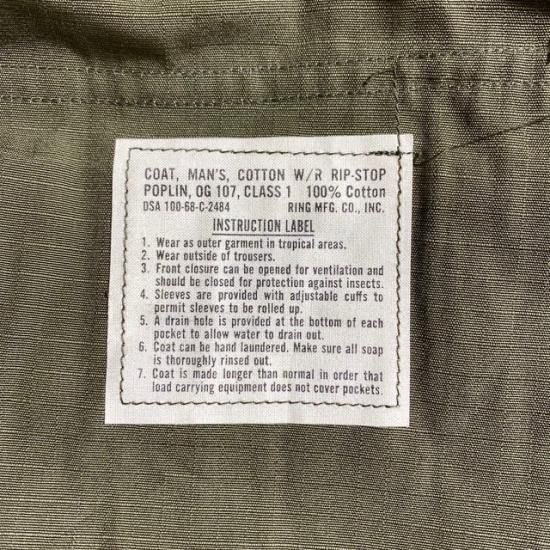 COAT, MAN'S, COTTON W/R RIP-STOP
POPLIN, OG 107, CLASS 1 100% Cotton
DSA 100-68-C-2484 RING MFG. CO., INC.
INSTRUCTION LABEL
1. Wear as outer garment in tropical areas.
2. Wear outside of trousers.
3. Front closure can be opened for ventilation and
should be closed for protection against insects.
4. Sleeves are provided with adjustable cuffs to
permit sleeves to be rolled up.
5. A drain hole is provided at the bottom of each
pocket to allow water to drain out.
6. Coat can be hand laundered. Make sure all soap
is thoroughly rinsed out.
7. Coat is made longer than normal in order that
load carrying equipment does not cover pockets.